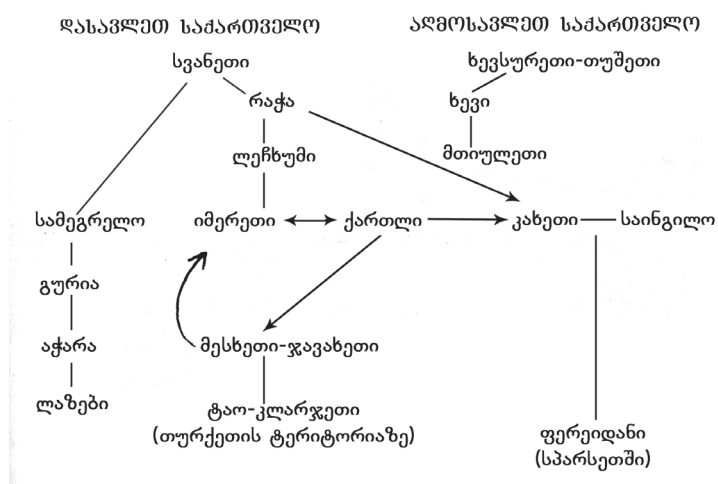 ᲓᲐᲡᲐᲕᲚᲔᲗ ᲡᲐᲥᲐᲠᲗᲕᲔᲚᲝ
ᲐᲦᲛᲝᲡᲐᲕᲚᲔᲗ ᲡᲐᲥᲐᲠᲗᲕᲔᲚᲝ
სვანეთი
ხევსურეთი-თუშეთი
რაჭა
ხევი
ლეჩხუმი
მთიულეთი
სამეგრელო
იმერეთი
ქართლი
კახეთი
საინგილო
გურია
აჭარა
მესხეთი-ჯავახეთი
ლაზები
ტაო-კლარჯეთი
(თურქეთის ტერიტორიაზე)
ფერეიდანი
(სპარსეთში)